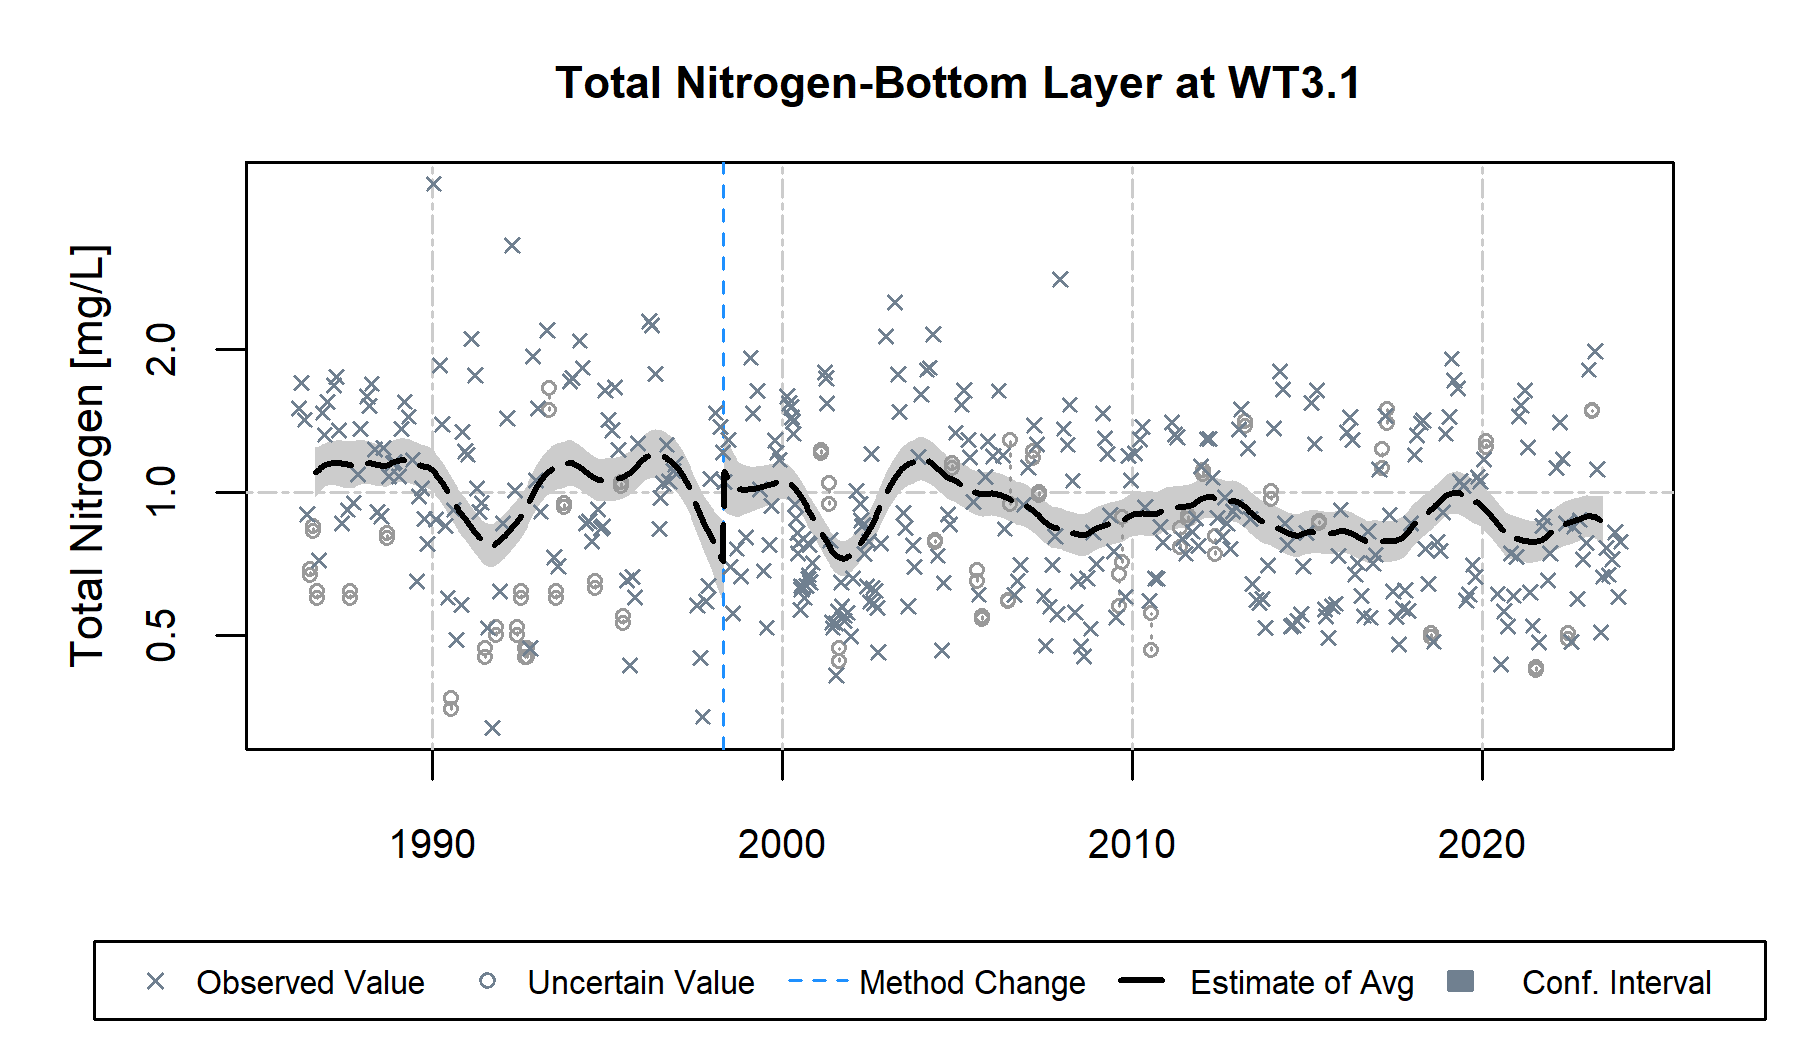 Total Nitrogen-Bottom Layer at WT3.1
Total Nitrogen [mg/L]
2.0
1.0
0.5
1990 2000 2010 2020
Observed Value Uncertain Value Method Change Estimate of Avg Conf. Interval